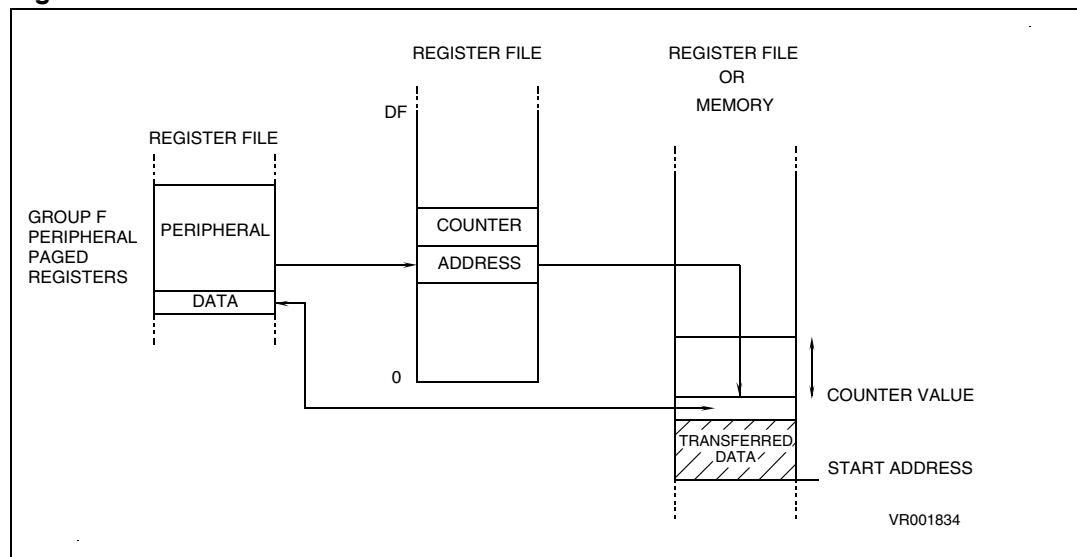 REGISTER FILE
REGISTER FILE
OR
MEMORY
DF
REGISTER FILE
GROUP F
PERIPHERAL
PAGED
REGISTERS
PERIPHERAL
COUNTER
ADDRESS
DATA
0
COUNTER VALUE
TRANSFERRED
DATA
START ADDRESS
VR001834